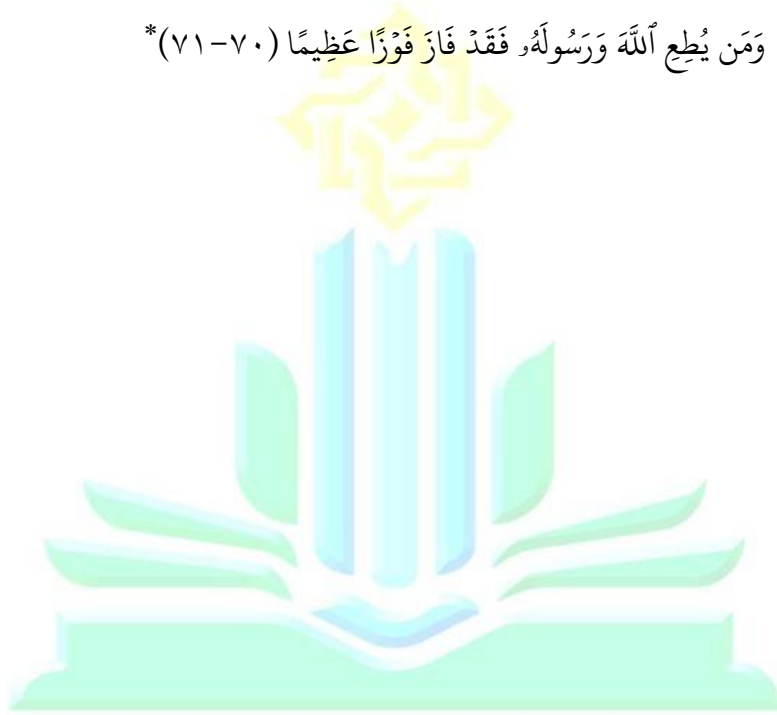 وَمَن يُطِعِ ٱللَّهَ وَرَسُولَهُۥ فَقَدْ فَازَ فَوْزًا عَظِيمًا (٧٠-٧١)*